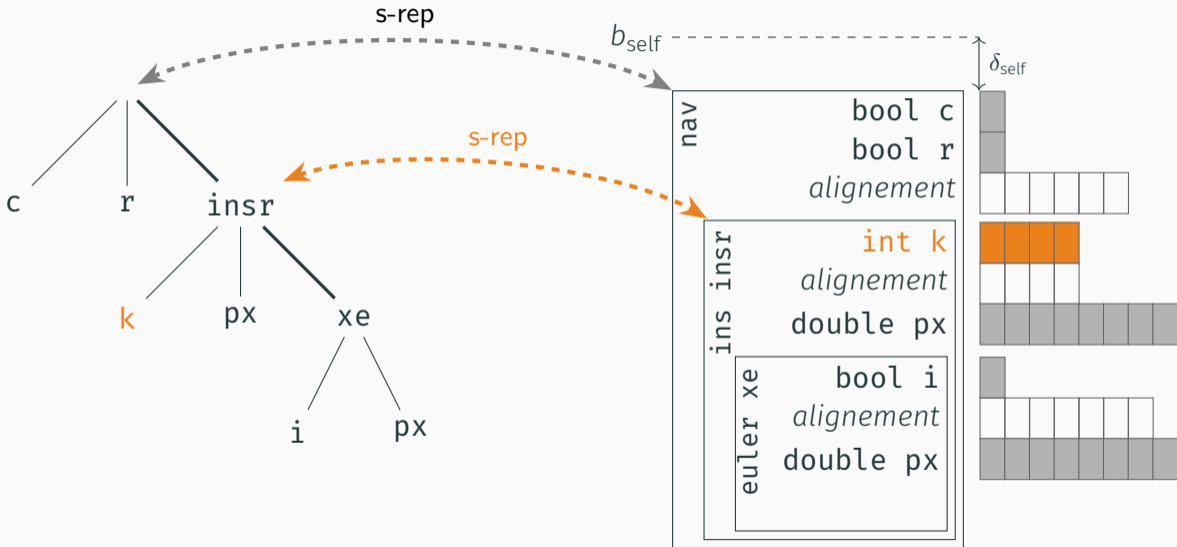 s-rep
b_self
δ_self
nav
bool c
bool r
alignement
s-rep
c
r
insr
ins insr
int k
alignement
double px
k
px
xe
euler xe
bool i
alignement
double px
i
px